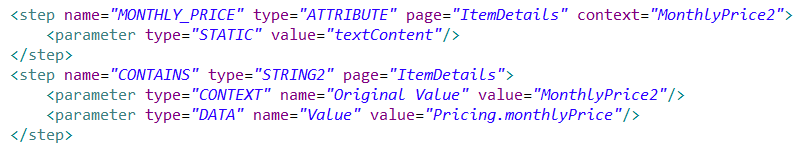 <step name="MONTHLY_PRICE" type="ATTRIBUTE" page="ItemDetails" context="MonthlyPrice2">
    <parameter type="STATIC" value="textContent"/>
</step>
<step name="CONTAINS" type="STRING2" page="ItemDetails">
    <parameter type="CONTEXT" name="Original Value" value="MonthlyPrice2"/>
    <parameter type="DATA" name="Value" value="Pricing.monthlyPrice"/>
</step>